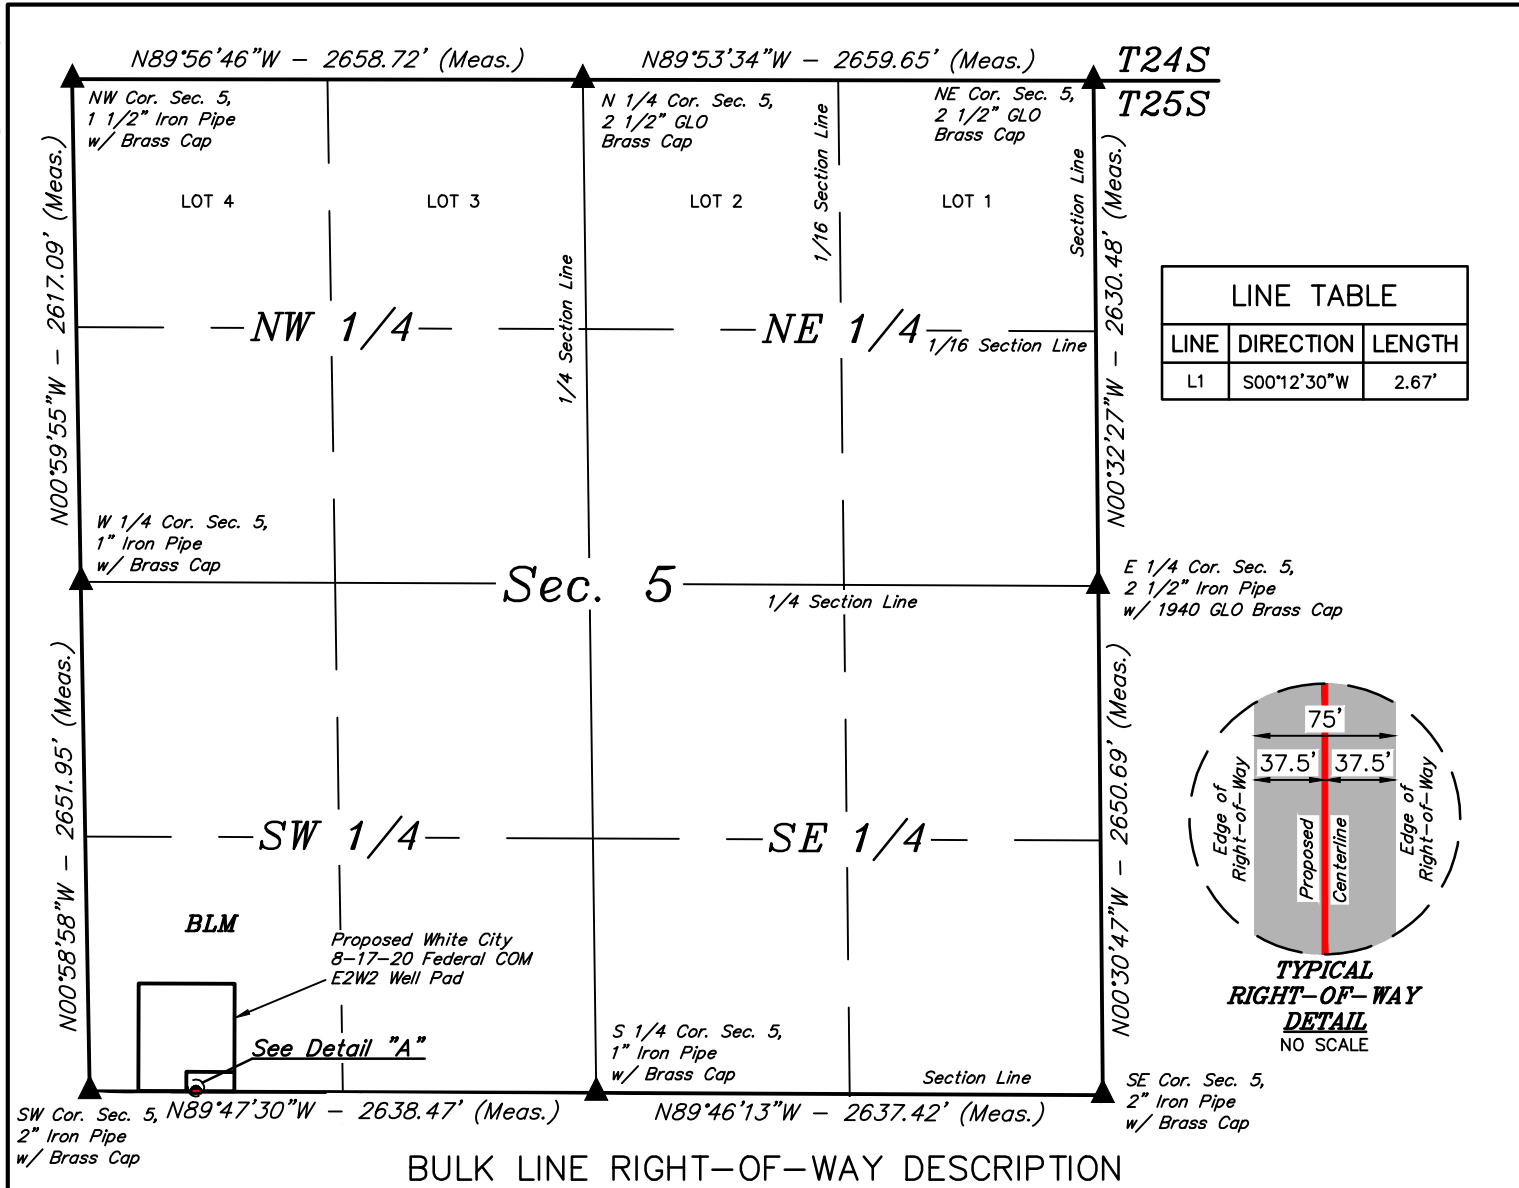 N89°56'46"W - 2658.72' (Meas.)
N89°53'34"W - 2659.65' (Meas.)
T24S
T25S
NW Cor. Sec. 5,
1 1/2" Iron Pipe
w/ Brass Cap
N 1/4 Cor. Sec. 5,
2 1/2" GLO
Brass Cap
NE Cor. Sec. 5,
2 1/2" GLO
Brass Cap
LOT 4
LOT 3
LOT 2
LOT 1
1/16 Section Line
Section Line
1/4 Section Line
N00°59'55"W - 2617.09' (Meas.)
N00°32'27"W - 2630.48' (Meas.)
NW 1/4
NE 1/4
1/16 Section Line
LINE TABLE
LINE DIRECTION LENGTH
L1 S00°12'30"W 2.67'
W 1/4 Cor. Sec. 5,
1" Iron Pipe
w/ Brass Cap
Sec. 5
1/4 Section Line
E 1/4 Cor. Sec. 5,
2 1/2" Iron Pipe
w/ 1940 GLO Brass Cap
N00°58'58"W - 2651.95' (Meas.)
N00°30'47"W - 2650.69' (Meas.)
SW 1/4
SE 1/4
75'
37.5' 37.5'
Edge of
Right-of-Way
Proposed
Centerline
Edge of
Right-of-Way
TYPICAL
RIGHT-OF-WAY
DETAIL
NO SCALE
BLM
Proposed White City
8-17-20 Federal COM
E2W2 Well Pad
See Detail "A"
S 1/4 Cor. Sec. 5,
1" Iron Pipe
w/ Brass Cap
Section Line
SW Cor. Sec. 5,
2" Iron Pipe
w/ Brass Cap
N89°47'30"W - 2638.47' (Meas.)
N89°46'13"W - 2637.42' (Meas.)
SE Cor. Sec. 5,
2" Iron Pipe
w/ Brass Cap
BULK LINE RIGHT-OF-WAY DESCRIPTION